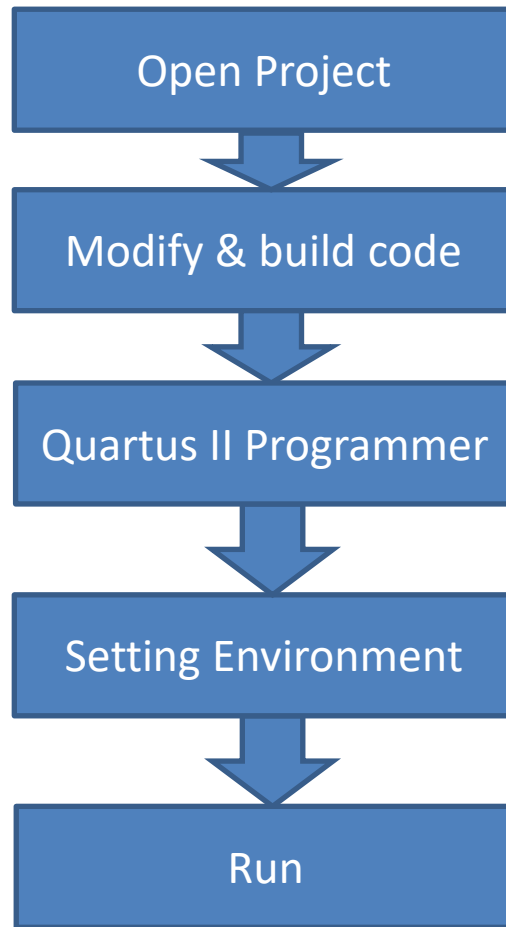 Open Project
Modify & build code
Quartus II Programmer
Setting Environment
Run